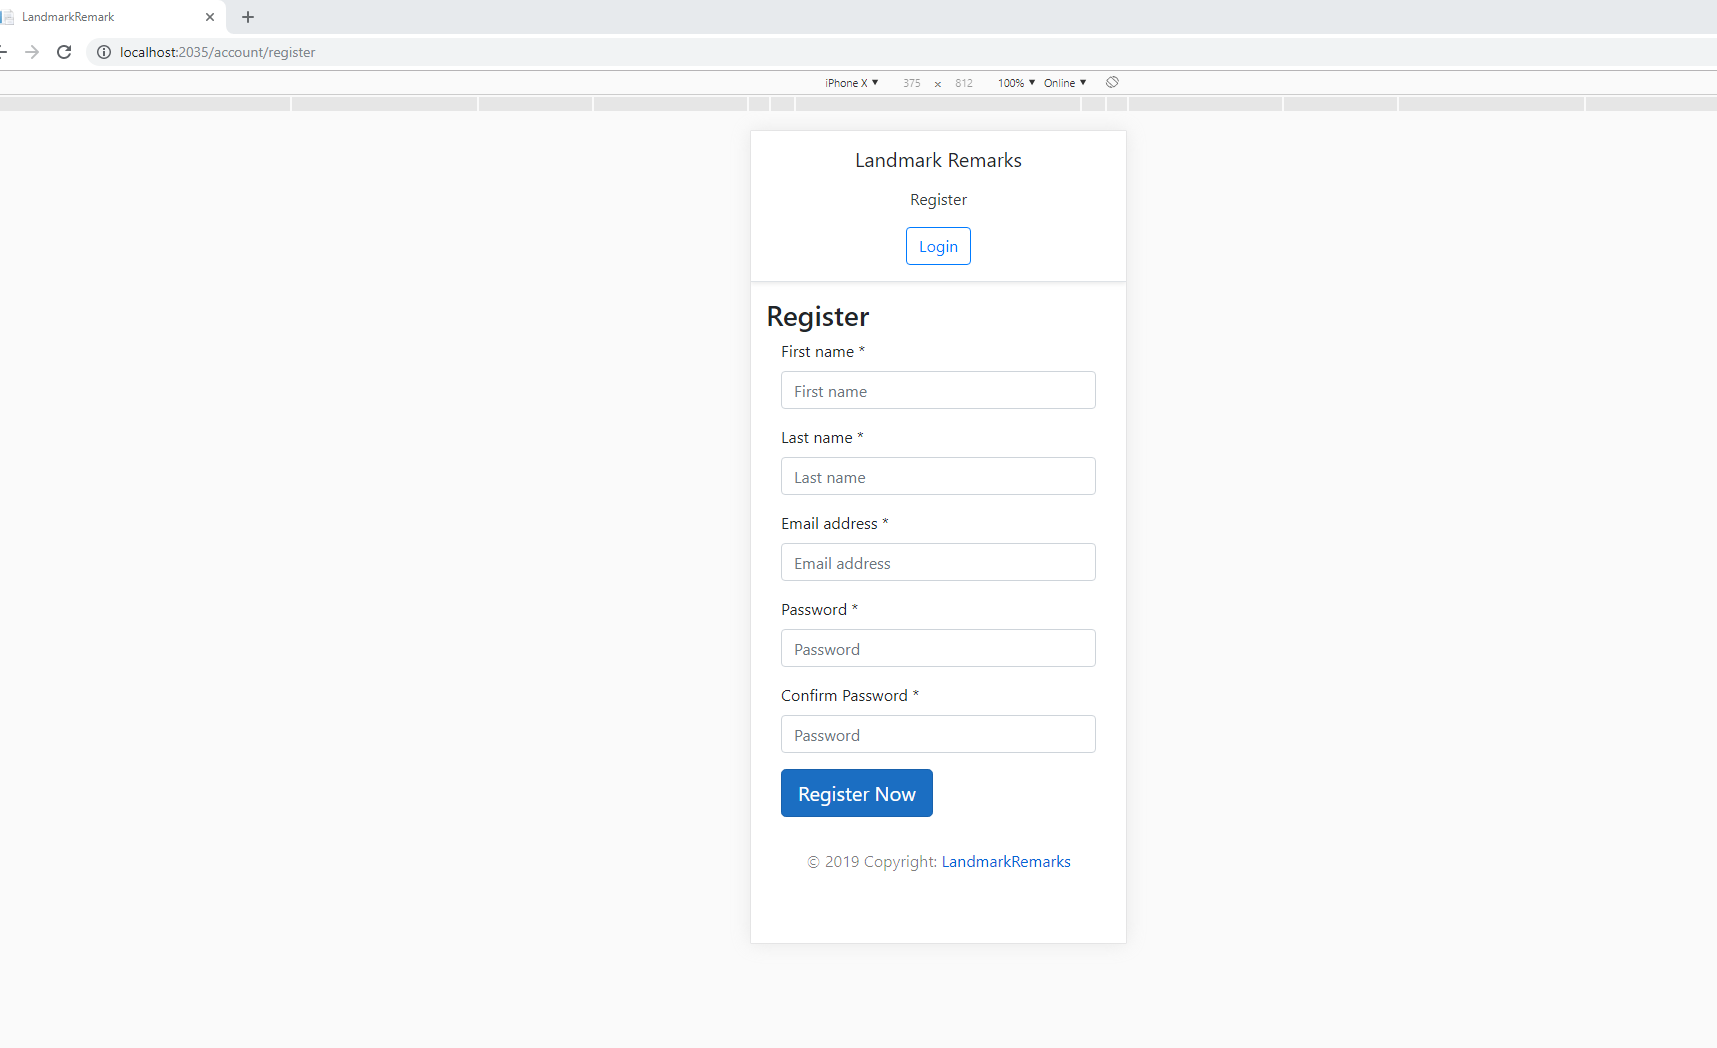 LandmarkRemark
localhost:2035/account/register
iPhone X ▼ 375 × 812 100% ▼ Online ▼
Landmark Remarks
Register
Login
Register
First name *
First name
Last name *
Last name
Email address *
Email address
Password *
Password
Confirm Password *
Password
Register Now
© 2019 Copyright: LandmarkRemarks